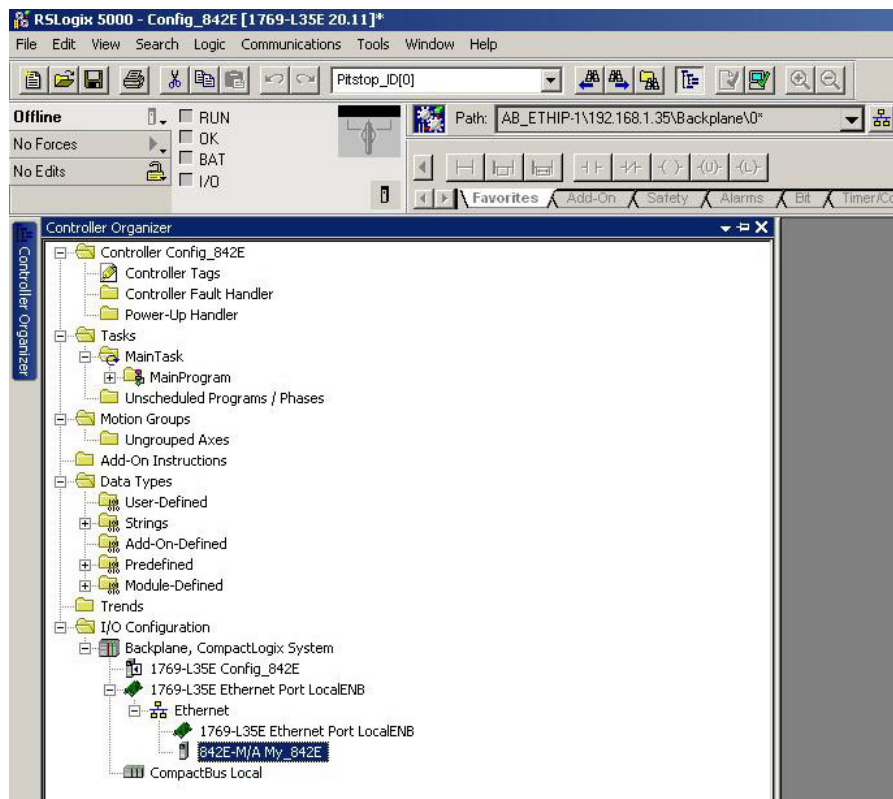 RSLogix 5000 - Config_842E [1769-L35E 20.11]*
File Edit View Search Logic Communications Tools Window Help
Pitstop_ID[0]
Offline
RUN
No Forces
OK
No Edits
BAT
I/O
Path: AB_ETHIP-1\192.168.1.35\Backplane\0*
Favorites Add-On Safety Alarms Bit Timer/Co
Controller Organizer
Controller Organizer
Controller Config_842E
Controller Tags
Controller Fault Handler
Power-Up Handler
Tasks
MainTask
MainProgram
Unscheduled Programs / Phases
Motion Groups
Ungrouped Axes
Add-On Instructions
Data Types
User-Defined
Strings
Add-On-Defined
Predefined
Module-Defined
Trends
I/O Configuration
Backplane, CompactLogix System
1769-L35E Config_842E
1769-L35E Ethernet Port LocalENB
Ethernet
1769-L35E Ethernet Port LocalENB
842E-M/A My_842E
CompactBus Local